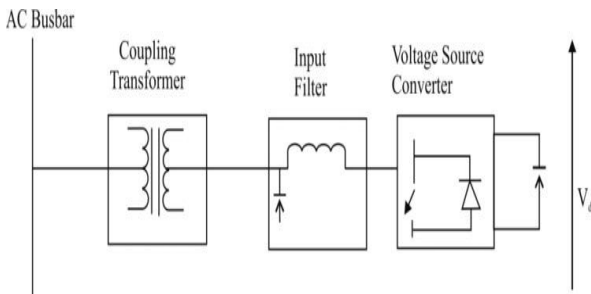 AC Busbar
Coupling
Transformer
Input
Filter
Voltage Source
Converter